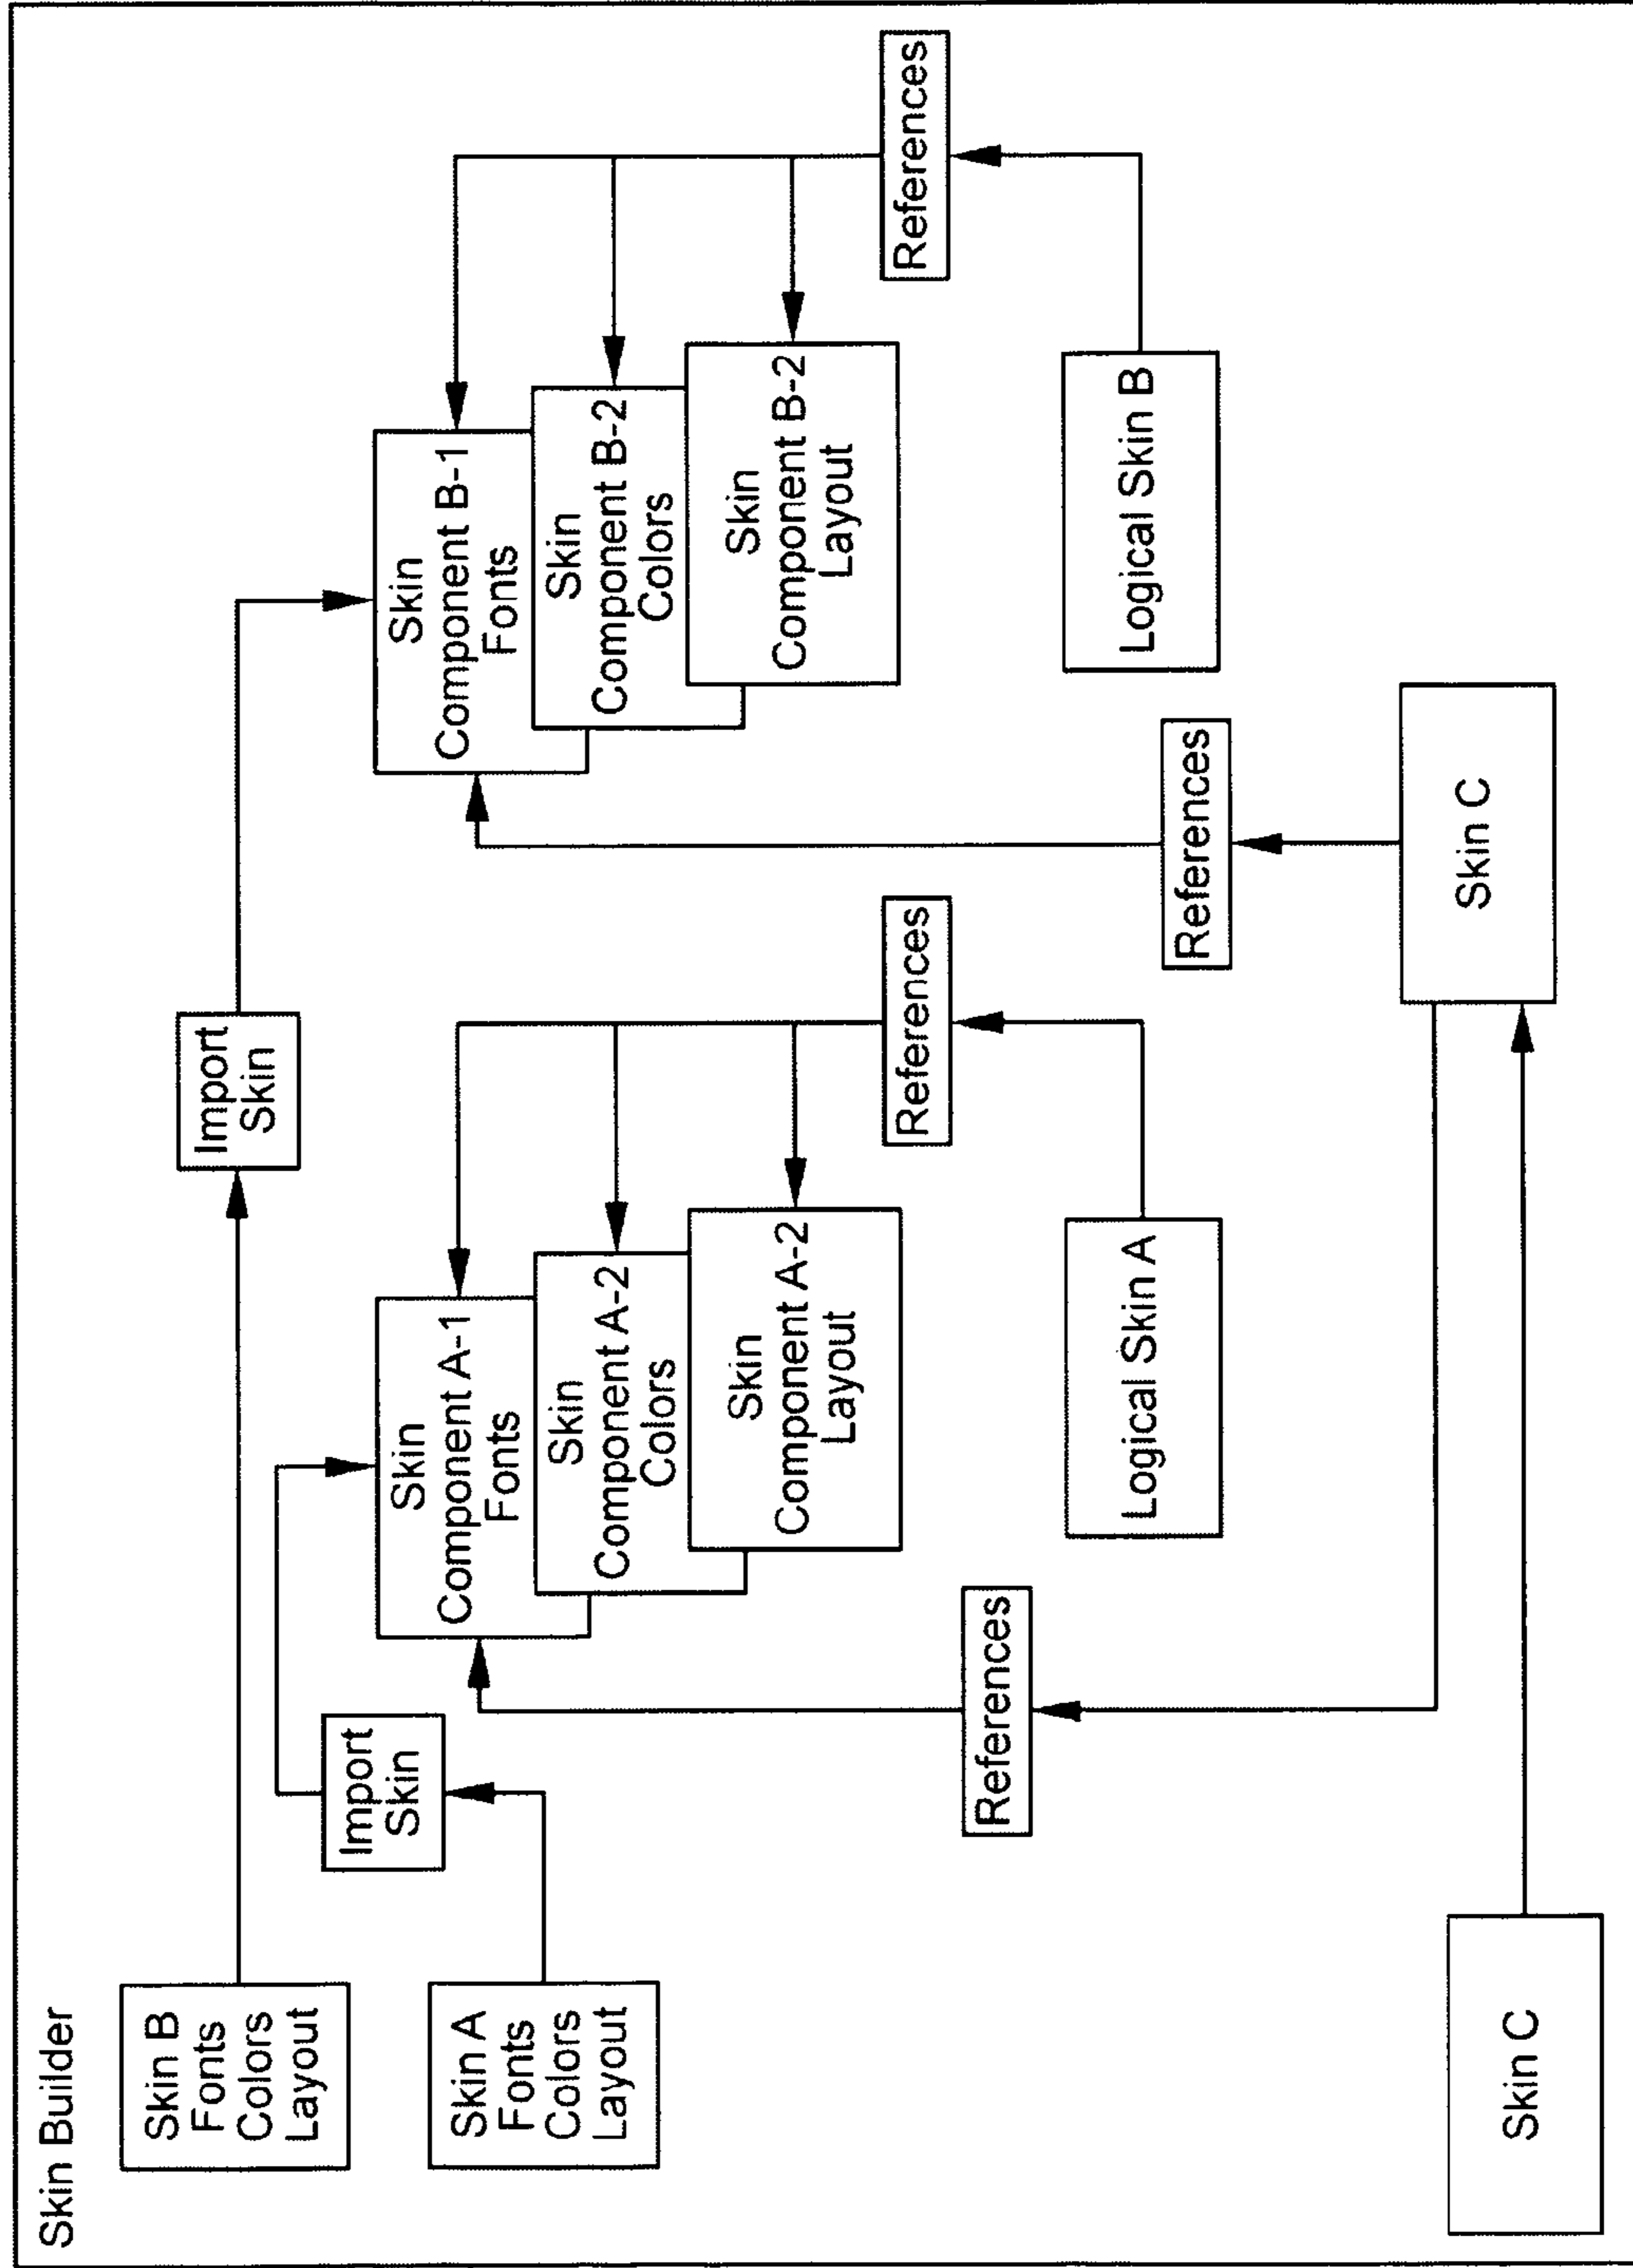 Skin Builder
Skin B
Fonts
Colors
Layout
Import
Skin
Skin A
Fonts
Colors
Layout
Import
Skin
Skin
Component A-1
Fonts
Skin
Component A-2
Colors
Skin
Component A-2
Layout
Skin
Component B-1
Fonts
Skin
Component B-2
Colors
Skin
Component B-2
Layout
References
References
References
Logical Skin A
Logical Skin B
References
Skin C
Skin C